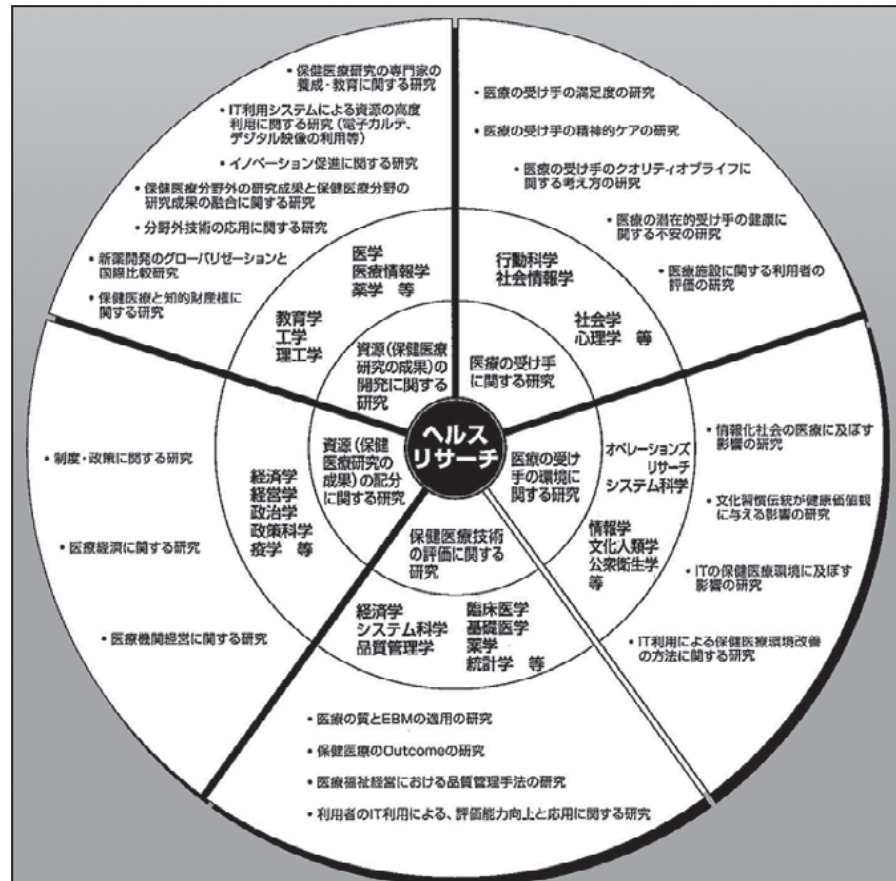 ・保健医療研究の専門家の
養成・教育に関する研究
・IT利用システムによる資源の高度
利用に関する研究(電子カルテ、
デジタル映像の利用等)
・イノベーション促進に関する研究
・保健医療分野外の研究成果と保健医療分野の
研究成果の融合に関する研究
・分野外技術の応用に関する研究
・新薬開発のグローバリゼーションと
国際比較研究
・保健医療と知的財産権に
関する研究
医学
医療情報学
薬学 等
教育学
工学
理工学
資源(保健医療
研究の成果)の
開発に関する
研究
・医療の受け手の満足度の研究
・医療の受け手の精神的ケアの研究
・医療の受け手のクオリティオブライフに
関する考え方の研究
・医療の潜在的受け手の健康に
関する不安の研究
・医療施設に関する利用者の
評価の研究
行動科学
社会情報学
社会学
心理学 等
医療の受け手
に関する研究
ヘルス
リサーチ
医療の受け
手の環境に
関する研究
オペレーションズ
リサーチ
システム科学
情報学
文化人類学
公衆衛生学
等
・情報化社会の医療に及ぼす
影響の研究
・文化習慣伝統が健康価値観
に与える影響の研究
・ITの保健医療環境に及ぼす
影響の研究
・IT利用による保健医療環境改善
の方法に関する研究
保健医療技術
の評価に関する
研究
経済学
システム科学
品質管理学
臨床医学
基礎医学
薬学
統計学 等
・医療の質とEBMの適用の研究
・保健医療のOutcomeの研究
・医療福祉経営における品質管理手法の研究
・利用者のIT利用による、評価能力向上と応用に関する研究
資源(保健
医療研究の
成果)の配分
に関する研究
経済学
経営学
政治学
政策科学
疫学 等
・制度・政策に関する研究
・医療経済に関する研究
・医療機関経営に関する研究